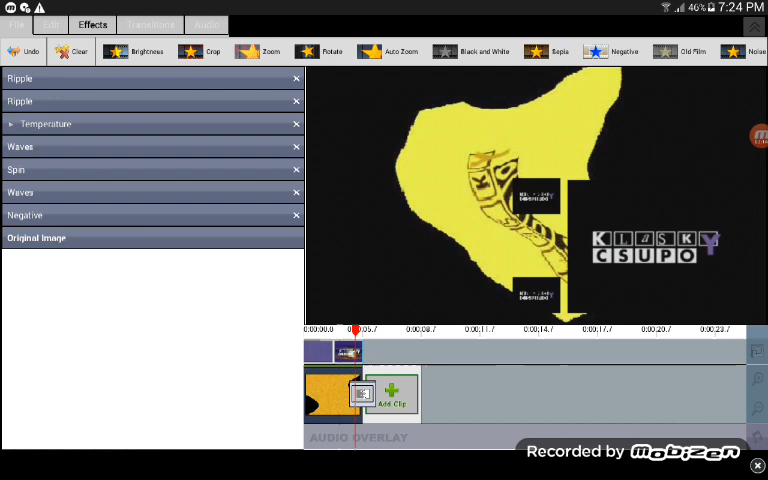 46% 7:24 PM
File Edit Effects Transitions Audio
Undo Clear Brightness Crop Zoom Rotate Auto Zoom Black and White Sepia Negative Old Film Noise
Ripple
Ripple
Temperature
Waves
Spin
Waves
Negative
Original Image
KLASKY
CSUPO
0:00:00.0 0:00:05.7 0:00:08.7 0:00:11.7 0:00:14.7 0:00:17.7 0:00:20.7 0:00:23.7
Add Clip
AUDIO OVERLAY
Recorded by mobizen